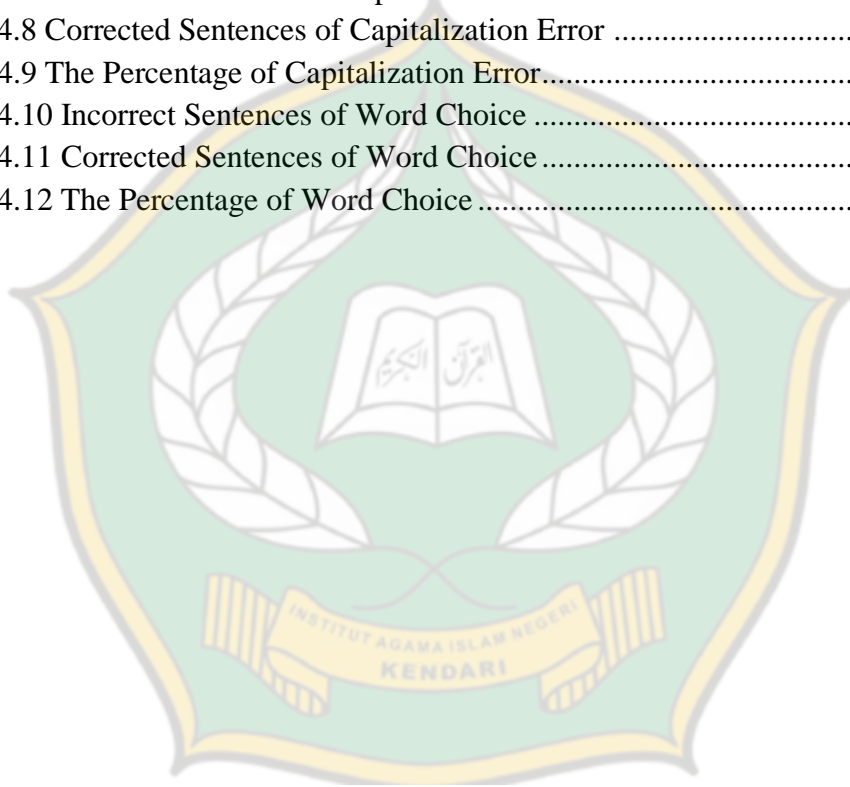 4.8 Corrected Sentences of Capitalization Error ..............................
4.9 The Percentage of Capitalization Error.......................................
4.10 Incorrect Sentences of Word Choice ........................................
4.11 Corrected Sentences of Word Choice .......................................
4.12 The Percentage of Word Choice ...............................................
القرآن الكريم
INSTITUT AGAMA ISLAM NEGERI
KENDARI